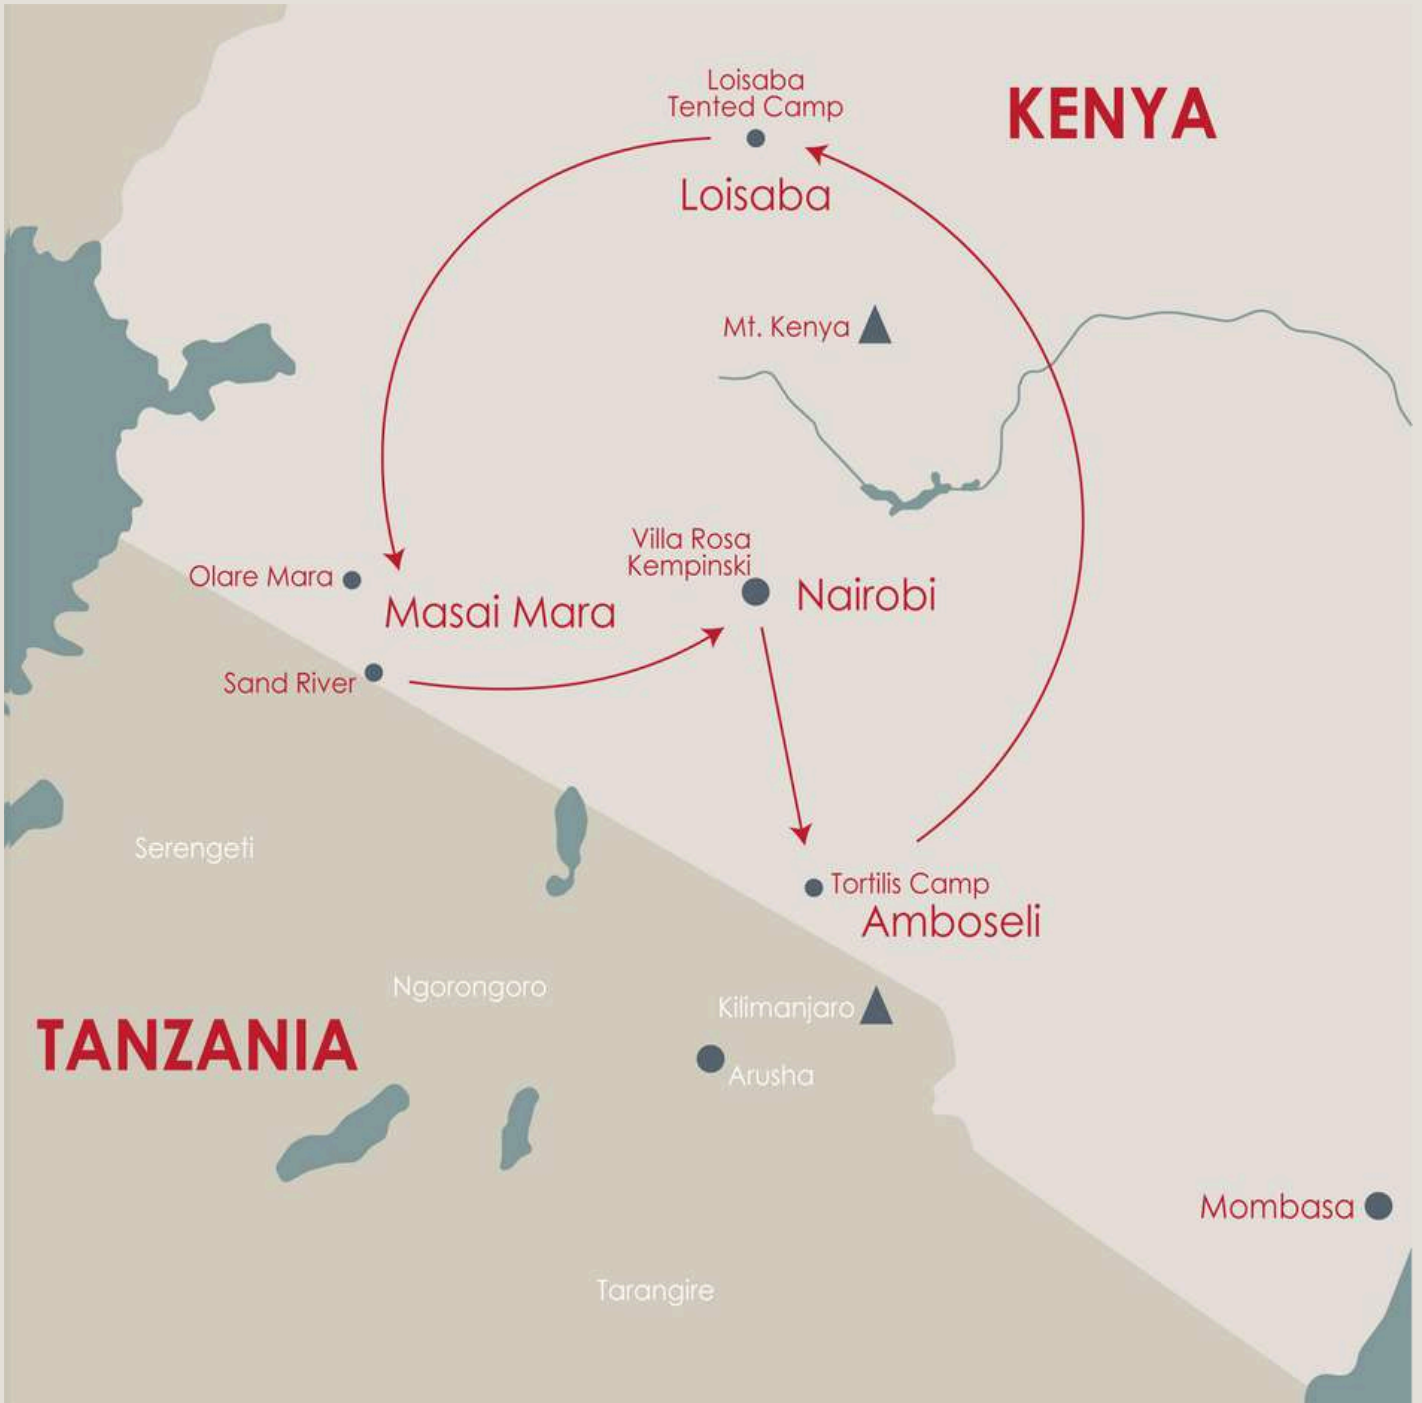 Loisaba
Tented Camp
KENYA
Loisaba
Mt. Kenya
Villa Rosa
Kempinski
Olare Mara
Masai Mara
Nairobi
Sand River
Serengeti
Tortilis Camp
Amboseli
Ngorongoro
Kilimanjaro
TANZANIA
Arusha
Mombasa
Tarangire